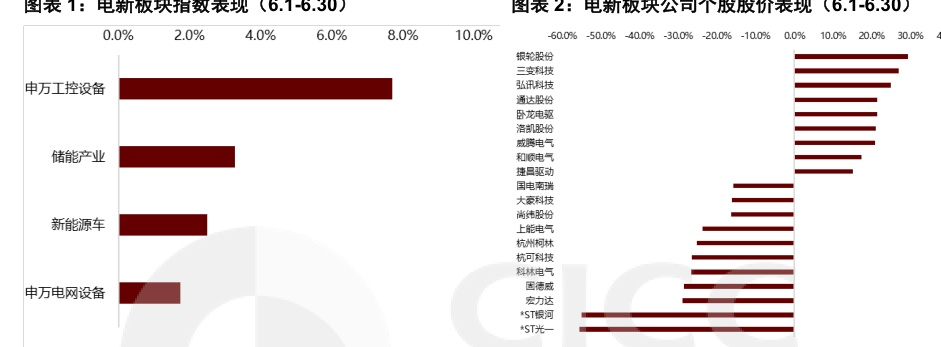 图表 1：电新板块指数表现（6.1-6.30）
0.0% 2.0% 4.0% 6.0% 8.0% 10.0%
申万工控设备
储能产业
新能源车
申万电网设备
图表 2：电新板块公司个股股价表现（6.1-6.30）
-60.0% -50.0% -40.0% -30.0% -20.0% -10.0% 0.0% 10.0% 20.0% 30.0% 4
银轮股份
三变科技
弘讯科技
通达股份
卧龙电驱
洛凯股份
威腾电气
和顺电气
捷昌驱动
国电南瑞
大豪科技
尚纬股份
上能电气
杭州柯林
杭可科技
科林电气
固德威
宏力达
*ST银河
*ST光一
CICC